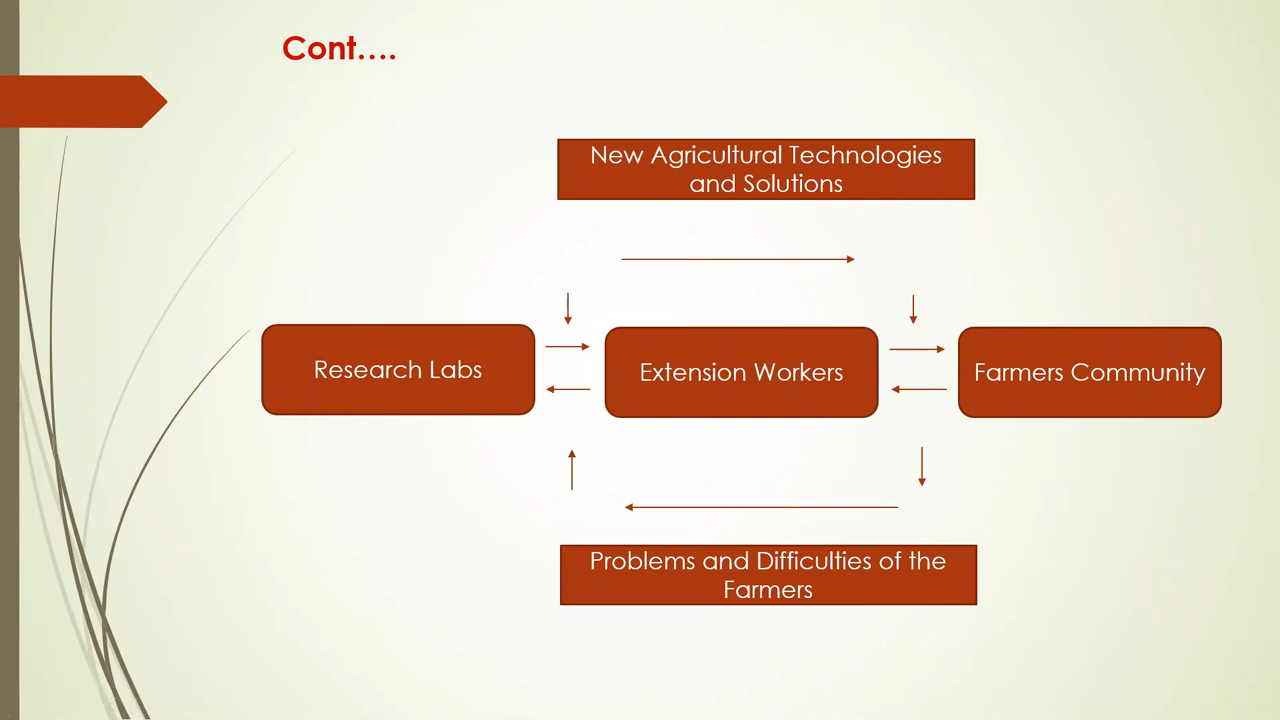 Cont....
New Agricultural Technologies
and Solutions
Research Labs
Extension Workers
Farmers Community
Problems and Difficulties of the
Farmers